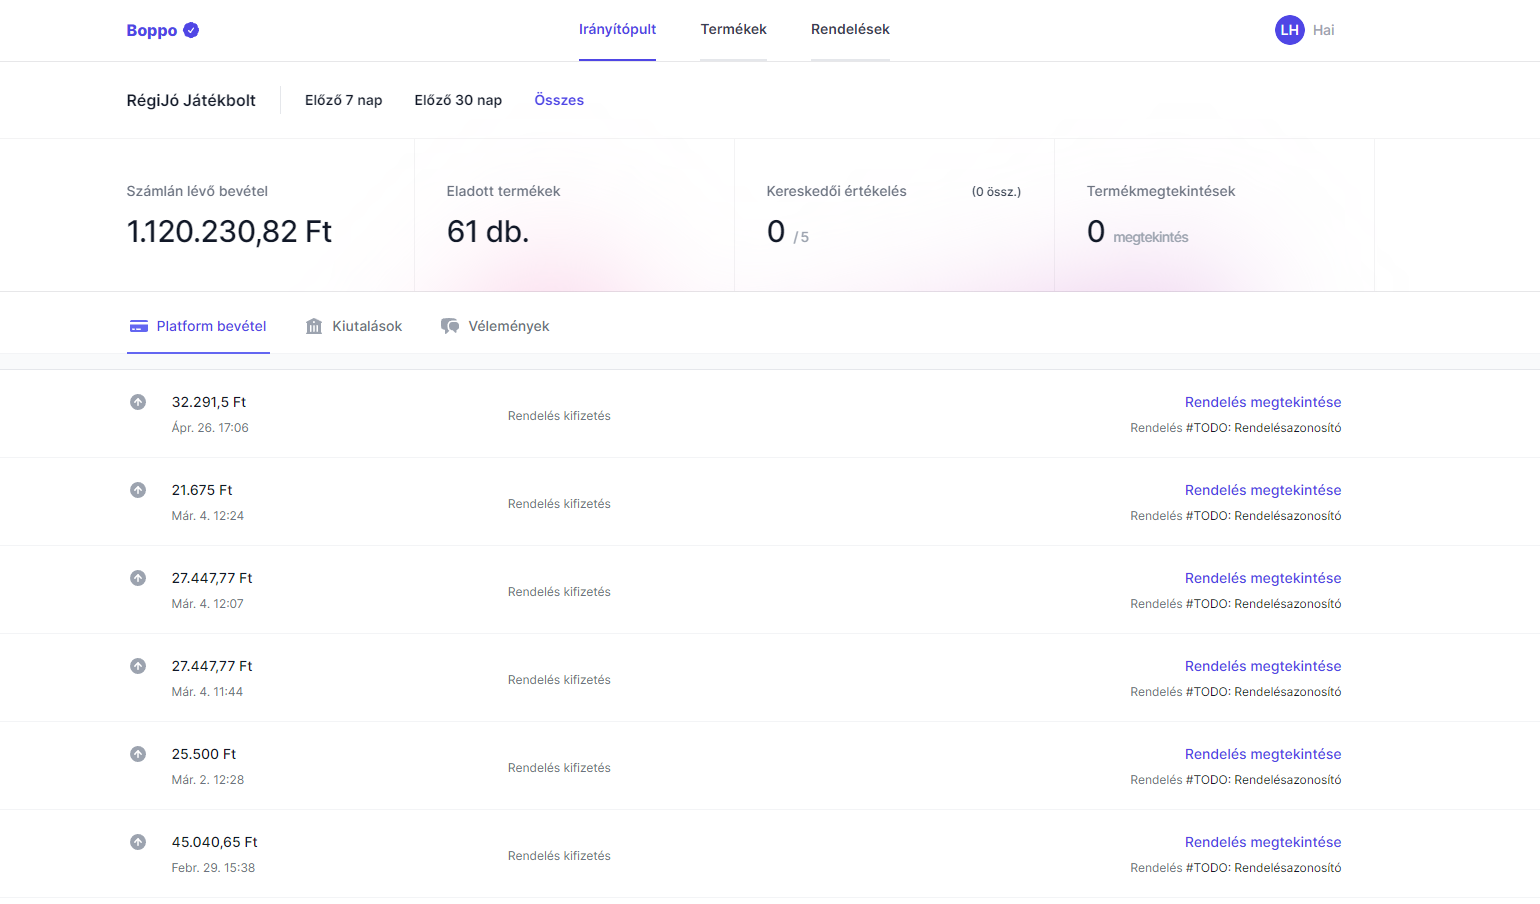 Boppo
Irányítópult
Termékek
Rendelések
LH
Hai
RégiJó Játékbolt
Előző 7 nap
Előző 30 nap
Összes
Számlán lévő bevétel
1.120.230,82 Ft
Eladott termékek
61 db.
Kereskedői értékelés
(0 össz.)
0 / 5
Termékmegtekintések
0 megtekintés
Platform bevétel
Kiutalások
Vélemények
32.291,5 Ft
Ápr. 26. 17:06
Rendelés kifizetés
Rendelés megtekintése
Rendelés #TODO: Rendelésazonosító
21.675 Ft
Már. 4. 12:24
Rendelés kifizetés
Rendelés megtekintése
Rendelés #TODO: Rendelésazonosító
27.447,77 Ft
Már. 4. 12:07
Rendelés kifizetés
Rendelés megtekintése
Rendelés #TODO: Rendelésazonosító
27.447,77 Ft
Már. 4. 11:44
Rendelés kifizetés
Rendelés megtekintése
Rendelés #TODO: Rendelésazonosító
25.500 Ft
Már. 2. 12:28
Rendelés kifizetés
Rendelés megtekintése
Rendelés #TODO: Rendelésazonosító
45.040,65 Ft
Febr. 29. 15:38
Rendelés kifizetés
Rendelés megtekintése
Rendelés #TODO: Rendelésazonosító